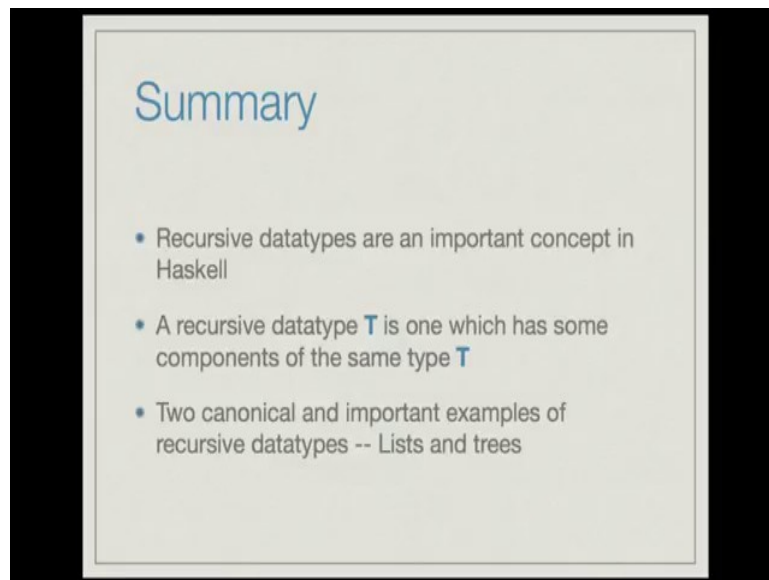 Summary
• Recursive datatypes are an important concept in
Haskell
• A recursive datatype T is one which has some
components of the same type T
• Two canonical and important examples of
recursive datatypes -- Lists and trees